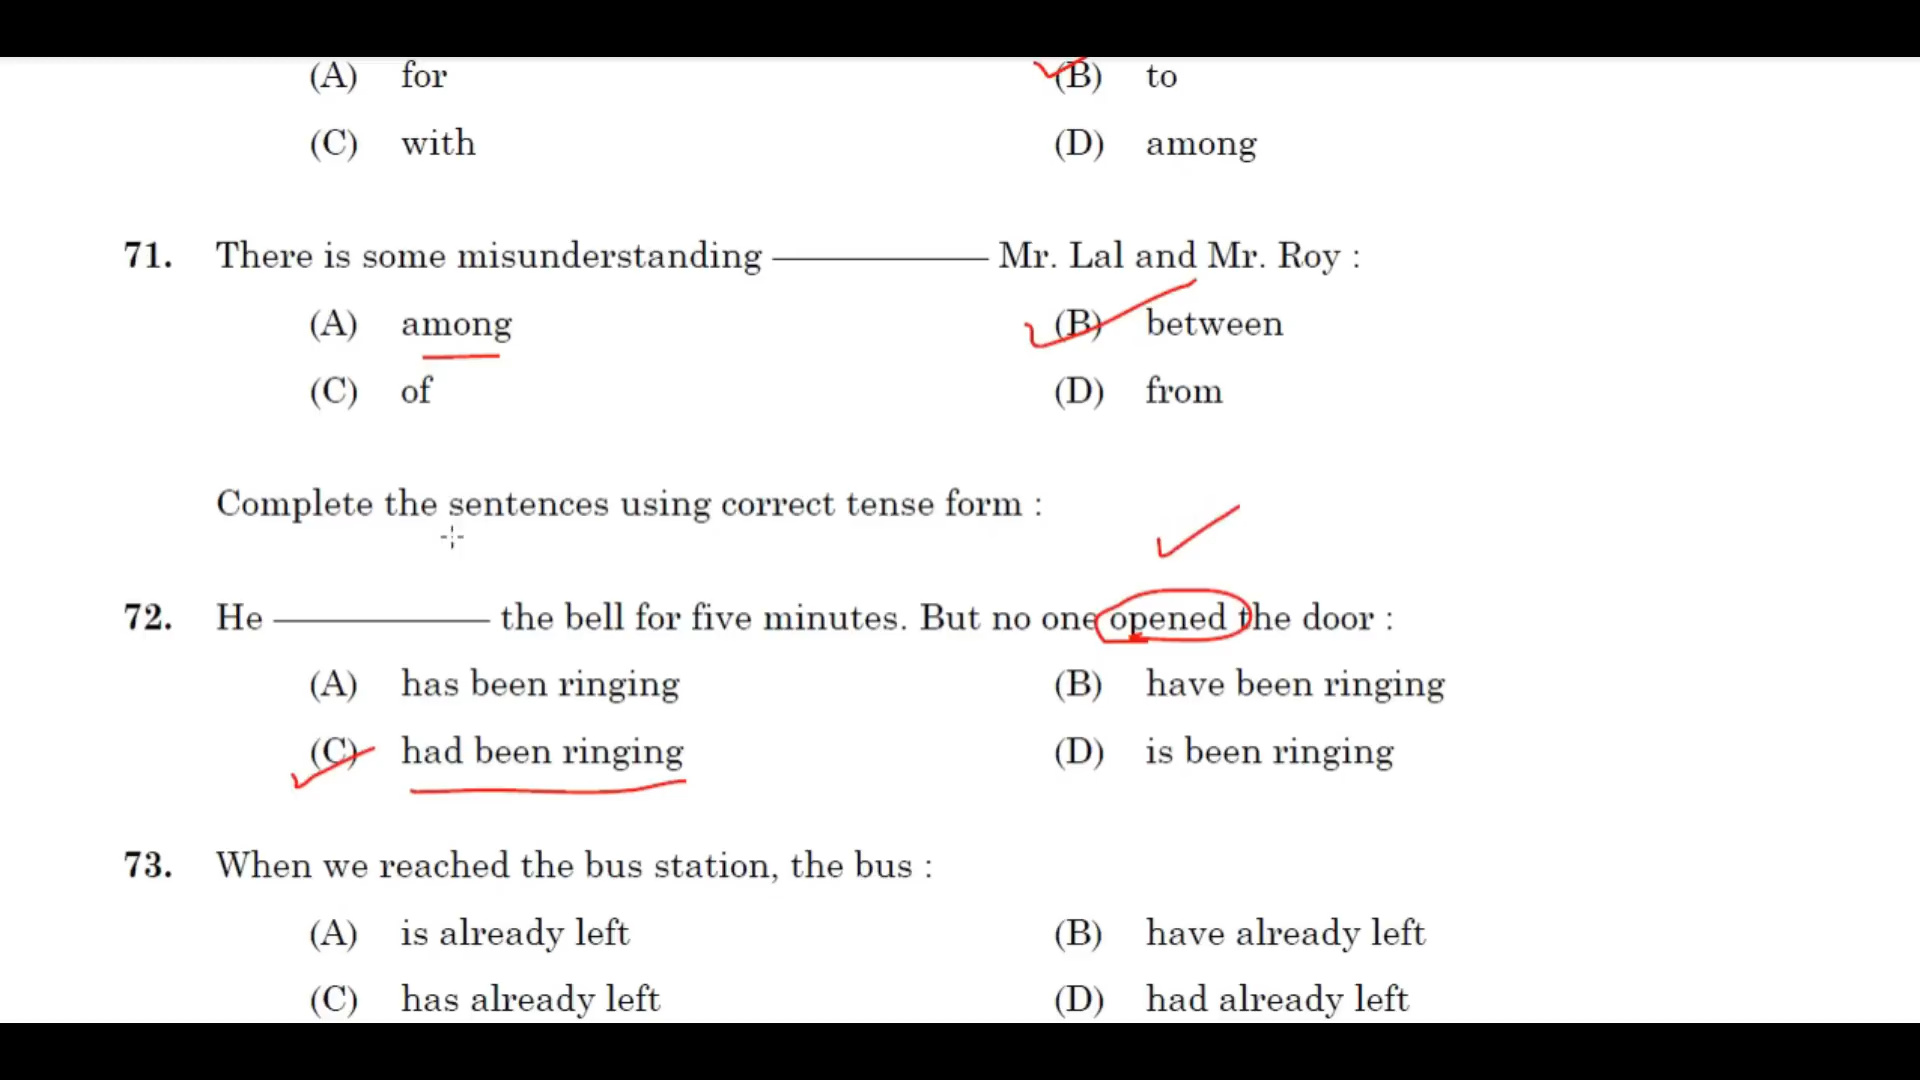 (A) for (B) to
(C) with (D) among
71. There is some misunderstanding ———— Mr. Lal and Mr. Roy :
(A) among (B) between
(C) of (D) from
Complete the sentences using correct tense form :
72. He ———— the bell for five minutes. But no one opened the door :
(A) has been ringing (B) have been ringing
(C) had been ringing (D) is been ringing
73. When we reached the bus station, the bus :
(A) is already left (B) have already left
(C) has already left (D) had already left